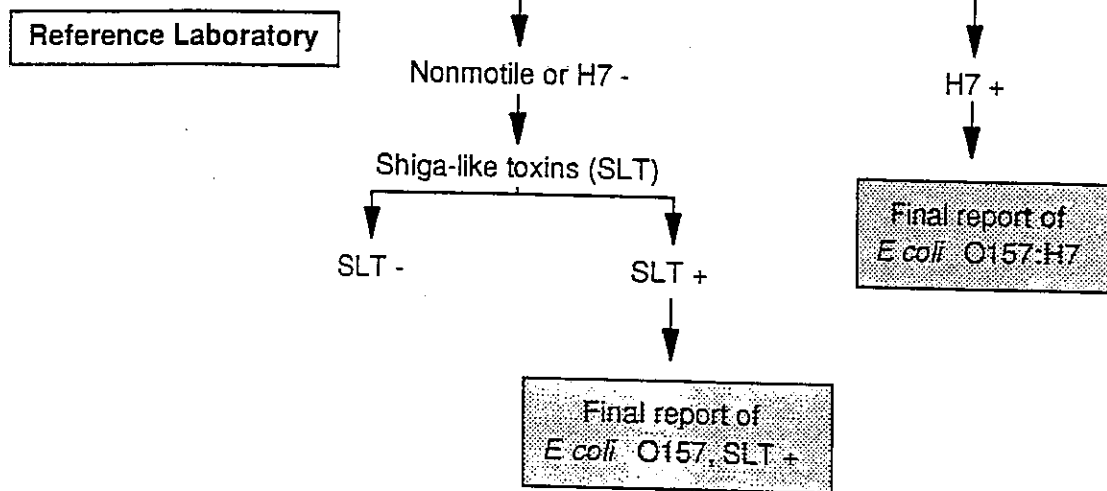 Reference Laboratory
Nonmotile or H7 -
H7 +
Shiga-like toxins (SLT)
Final report of
E coli O157:H7
SLT -
SLT +
Final report of
E coli O157, SLT +